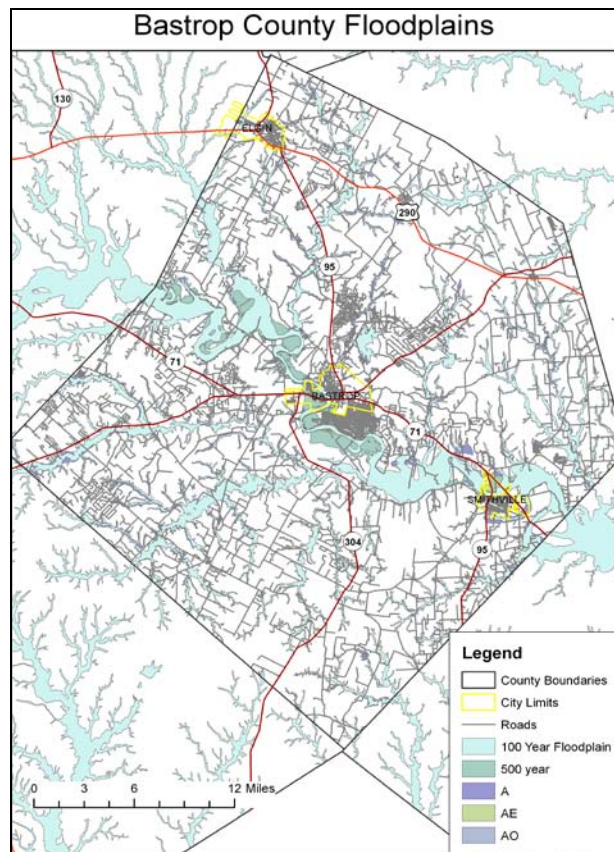 Bastrop County Floodplains
130
ELGIN
290
95
71
BASTROP
71
SMITHVILLE
304
95
Legend
County Boundaries
City Limits
Roads
100 Year Floodplain
500 year
A
AE
AO
0 3 6 12 Miles